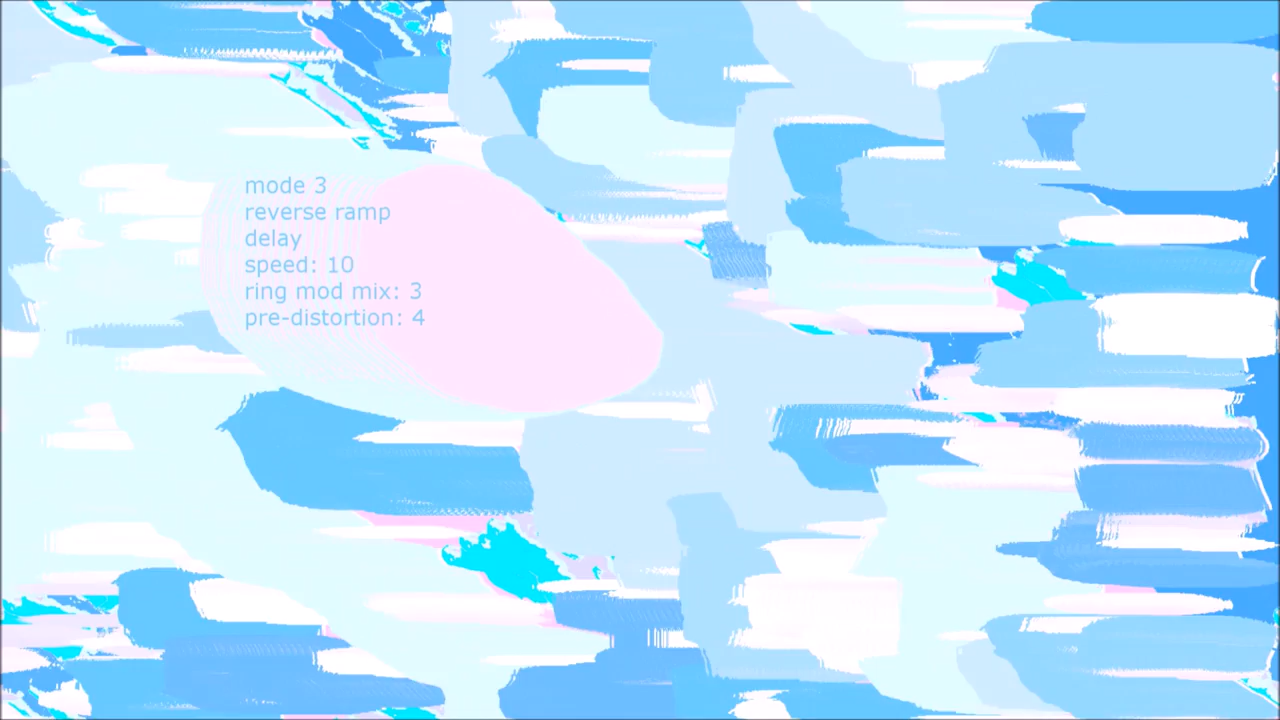 mode 3
reverse ramp
delay
speed: 10
ring mod mix: 3
pre-distortion: 4